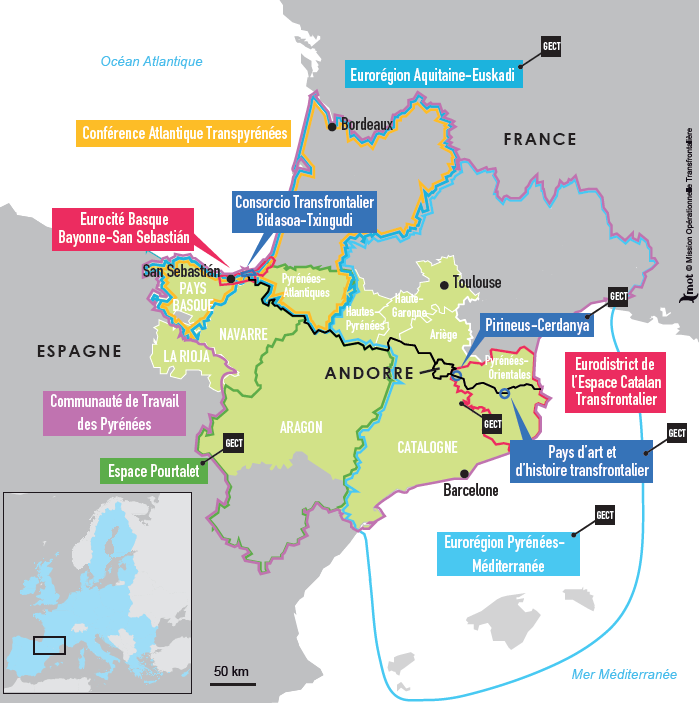 GECT
Océan Atlantique
Eurorégion Aquitaine-Euskadi
Conférence Atlantique Transpyrénées
Bordeaux
FRANCE
mot © Mission Opérationnelle Transfrontalière
Consorcio Transfrontalier
Bidasoa-Txingudi
Eurocité Basque
Bayonne-San Sebastián
San Sebastián
PAYS
BASQUE
Pyrénées-
Atlantiques
Toulouse
Haute-
Garonne
Hautes-
Pyrénées
Ariège
GECT
Pirineus-Cerdanya
NAVARRE
ESPAGNE
LA RIOJA
ANDORRE
Pyrénées-
Orientales
Eurodistrict de
l'Espace Catalan
Transfrontalier
Communauté de Travail
des Pyrénées
ARAGON
GECT
GECT
GECT
CATALOGNE
Pays d'art et
d'histoire transfrontalier
Espace Pourtalet
Barcelone
GECT
Eurorégion Pyrénées-
Méditerranée
50 km
Mer Méditerranée